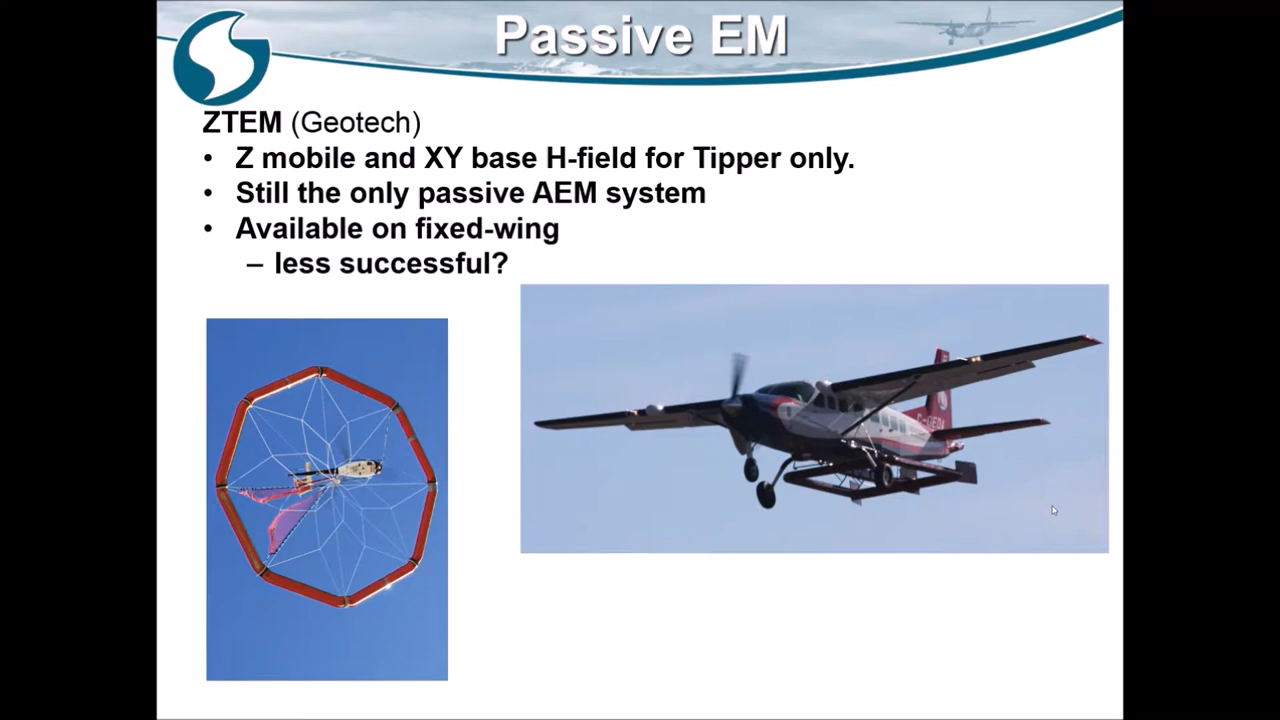 Passive EM
ZTEM (Geotech)
• Z mobile and XY base H-field for Tipper only.
• Still the only passive AEM system
• Available on fixed-wing
– less successful?